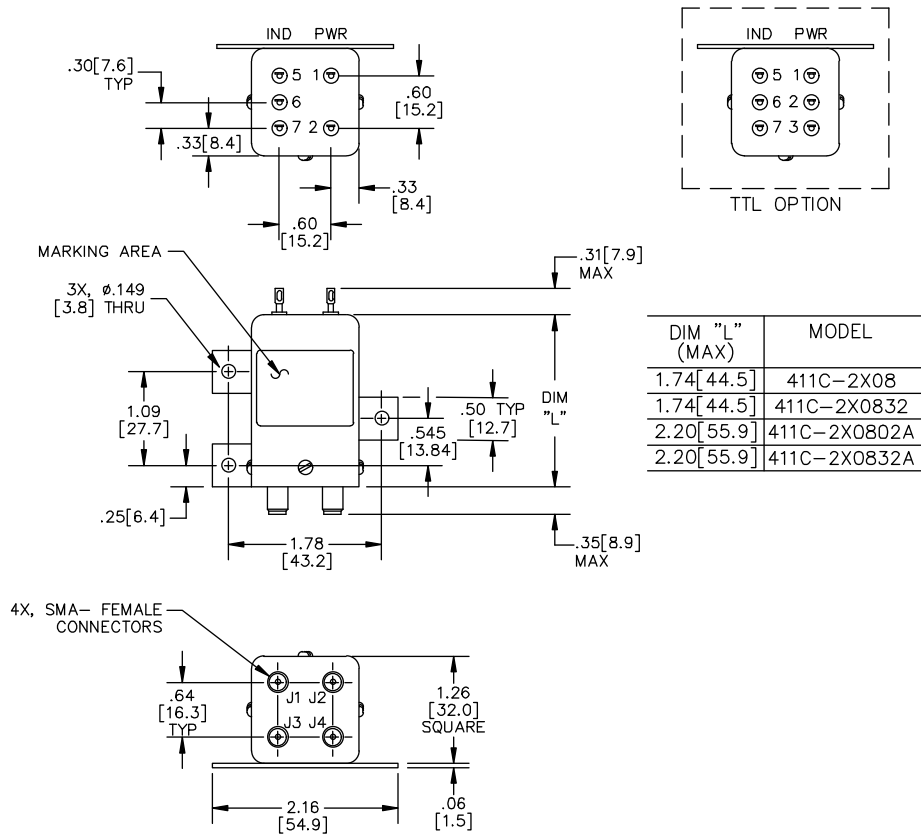 IND PWR
.30[7.6]
TYP
5 1
6
7 2
.60
[15.2]
.33[8.4]
.33
[8.4]
.60
[15.2]
IND PWR
5 1
6 2
7 3
TTL OPTION
MARKING AREA
3X, ø.149
[3.8] THRU
.31[7.9]
MAX
1.09
[27.7]
.50 TYP
[12.7]
DIM
"L"
.545
[13.84]
.25[6.4]
1.78
[43.2]
.35[8.9]
MAX
DIM "L"
(MAX)
MODEL
1.74[44.5] 411C-2X08
1.74[44.5] 411C-2X0832
2.20[55.9] 411C-2X0802A
2.20[55.9] 411C-2X0832A
4X, SMA- FEMALE
CONNECTORS
J1 J2
J3 J4
.64
[16.3]
TYP
1.26
[32.0]
SQUARE
2.16
[54.9]
.06
[1.5]